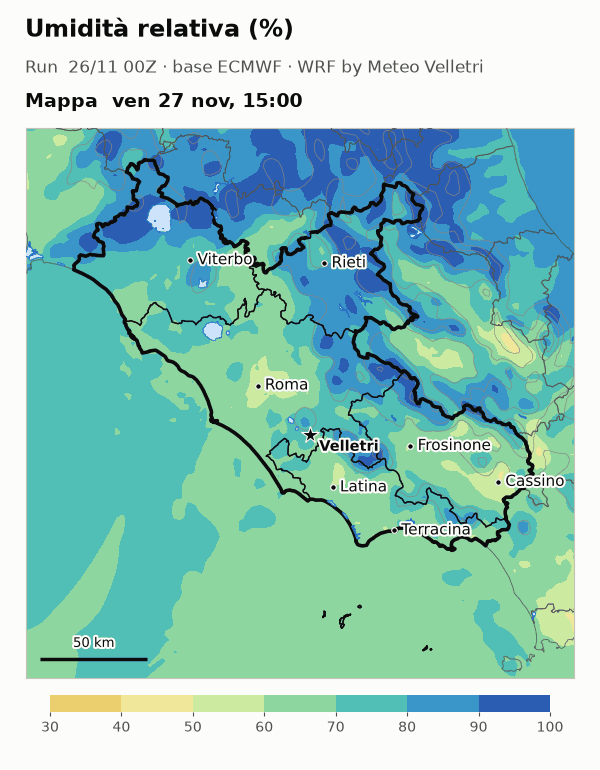 Umidità relativa (%)
Run  26/11 00Z · base ECMWF · WRF by Meteo Velletri
Mappa  ven 27 nov, 15:00
Viterbo
Rieti
Roma
Velletri
Frosinone
Latina
Cassino
Terracina
50 km
30 40 50 60 70 80 90 100